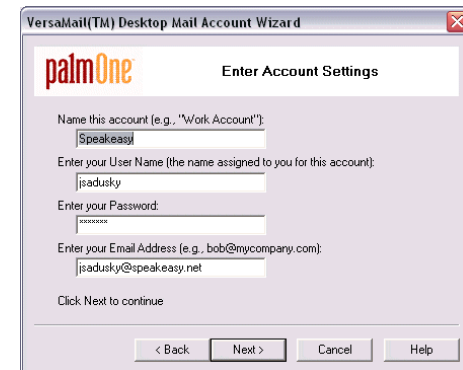 VersaMail(TM) Desktop Mail Account Wizard
palmOne
Enter Account Settings
Name this account (e.g., "Work Account"):
Speakeasy
Enter your User Name (the name assigned to you for this account):
jsadusky
Enter your Password:
×××××××
Enter your Email Address (e.g., bob@mycompany.com):
jsadusky@speakeasy.net
Click Next to continue
< Back Next > Cancel Help